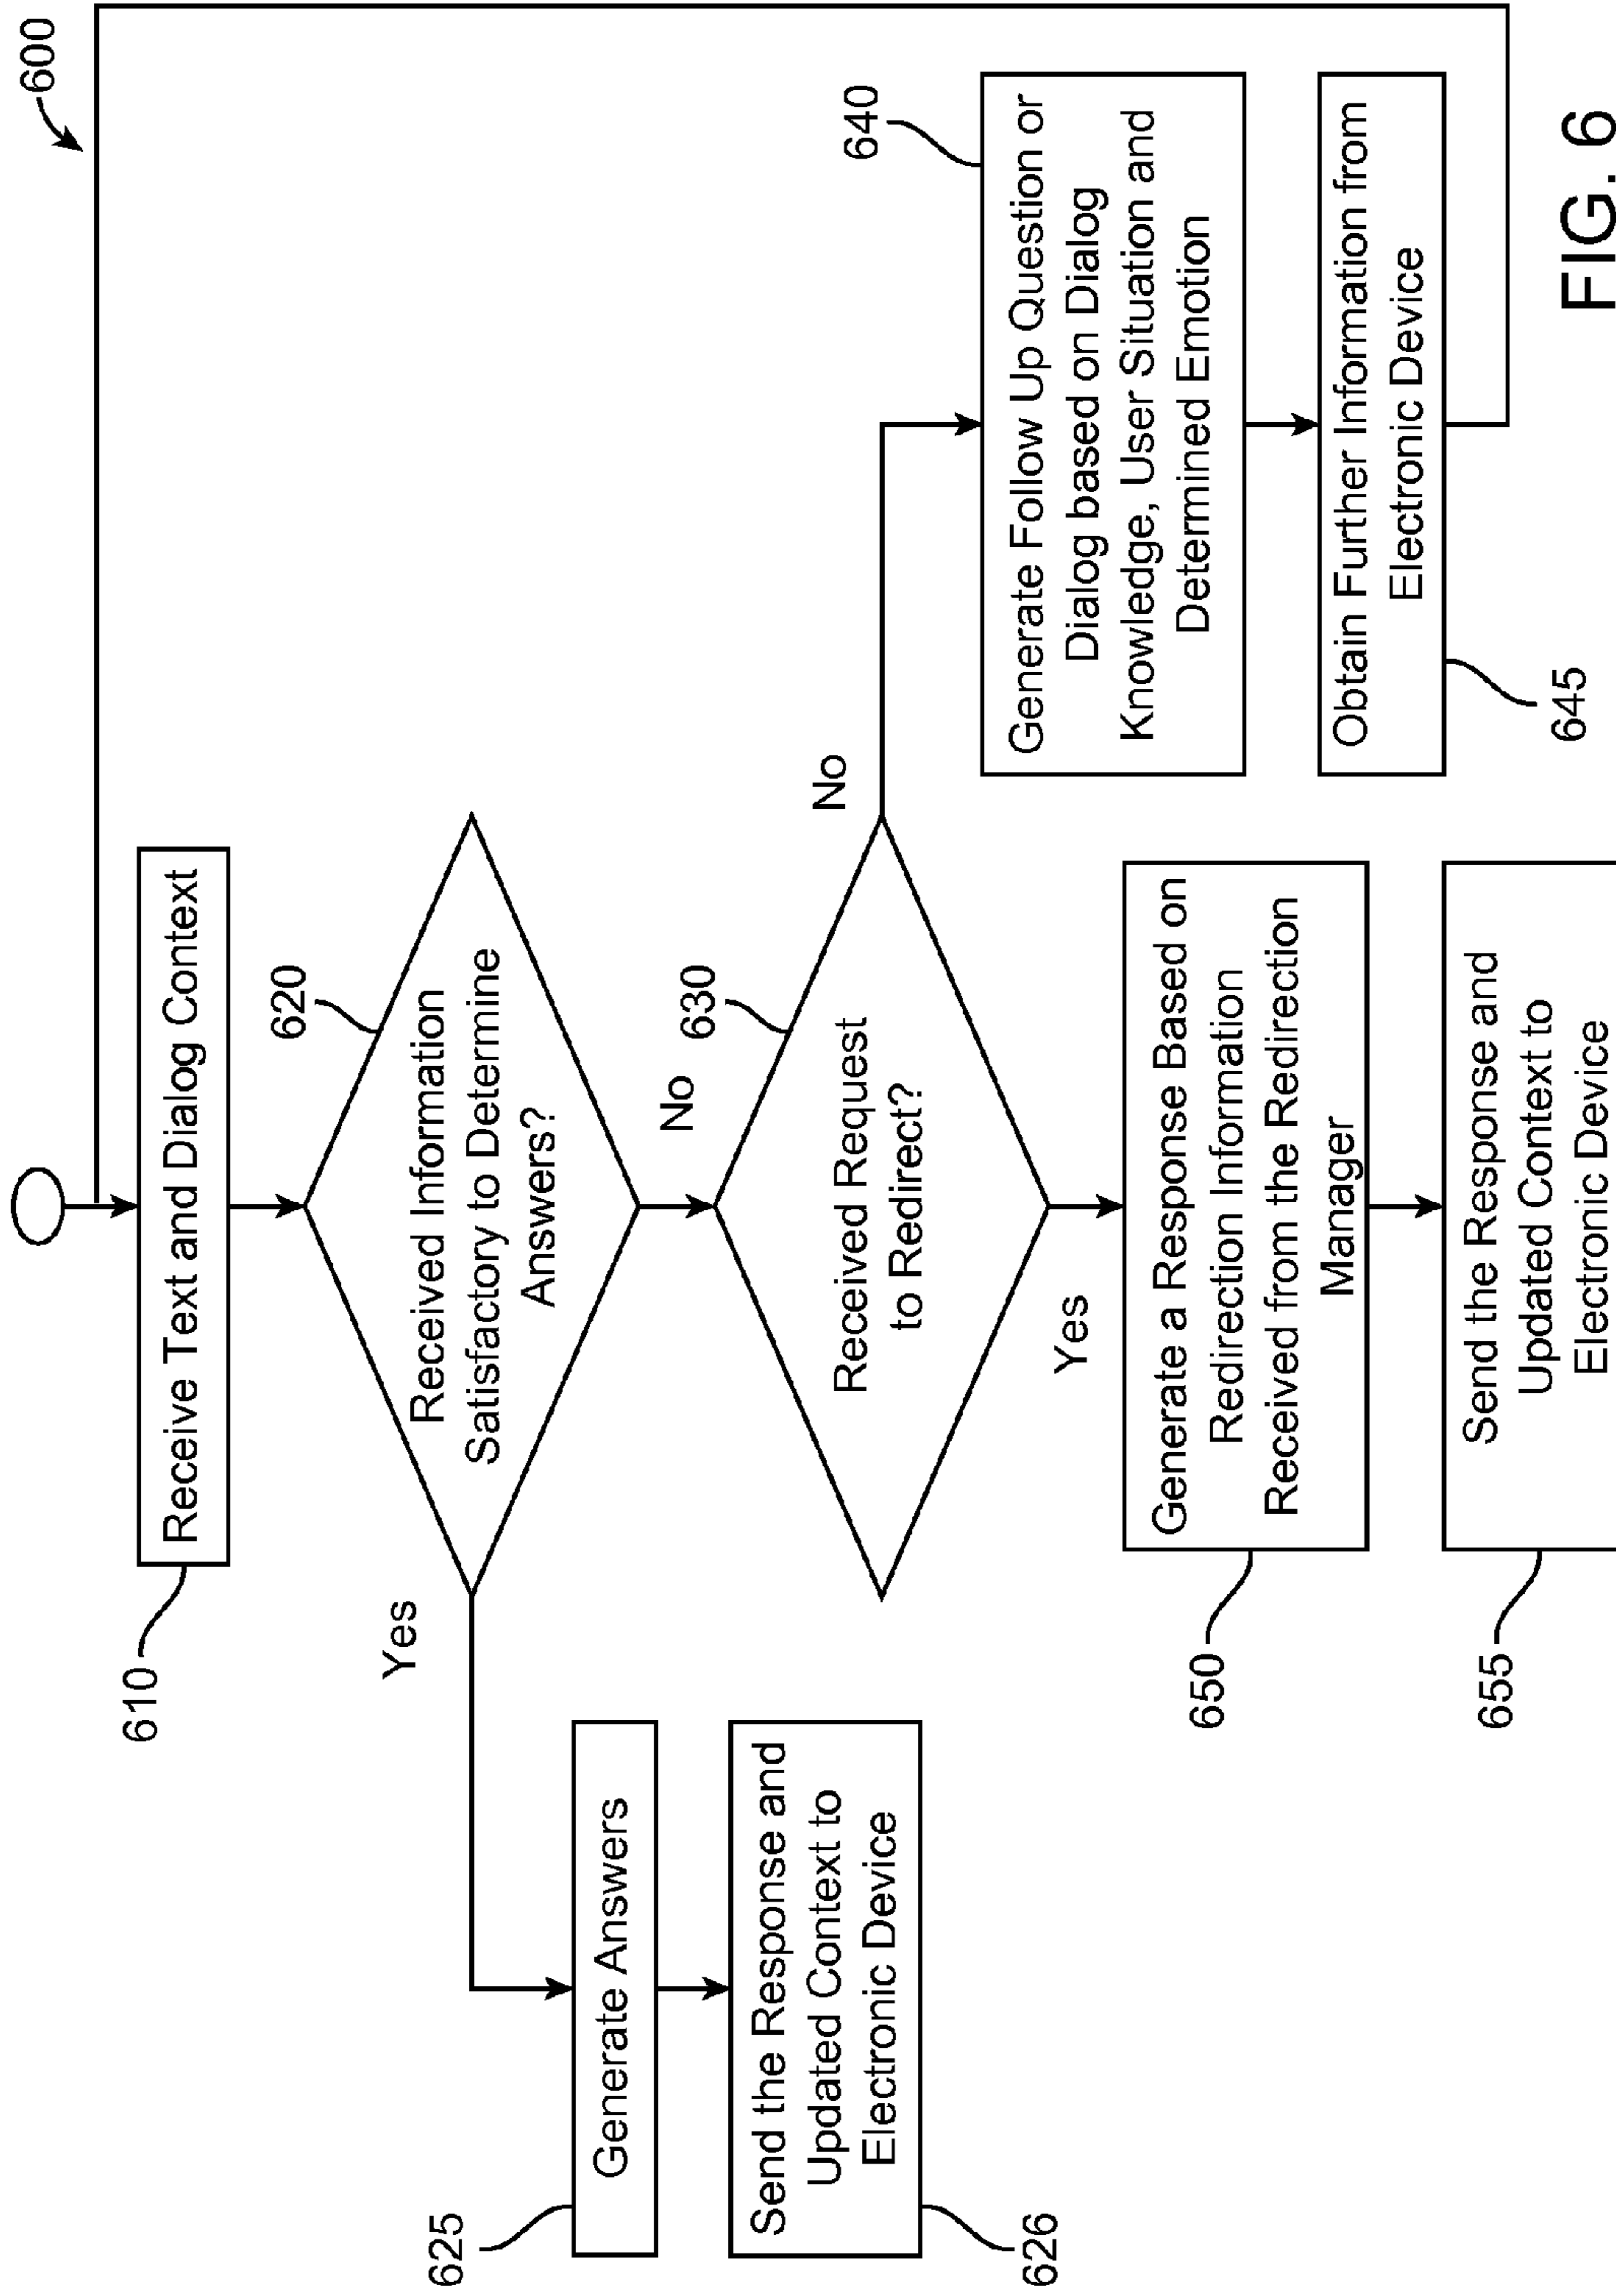 600
610
Receive Text and Dialog Context
620
Received Information
Satisfactory to Determine
Answers?
Yes
No
625
Generate Answers
626
Send the Response and
Updated Context to
Electronic Device
630
Received Request
to Redirect?
No
Yes
640
Generate Follow Up Question or
Dialog based on Dialog
Knowledge, User Situation and
Determined Emotion
645
Obtain Further Information from
Electronic Device
650
Generate a Response Based on
Redirection Information
Received from the Redirection
Manager
655
Send the Response and
Updated Context to
Electronic Device
FIG. 6